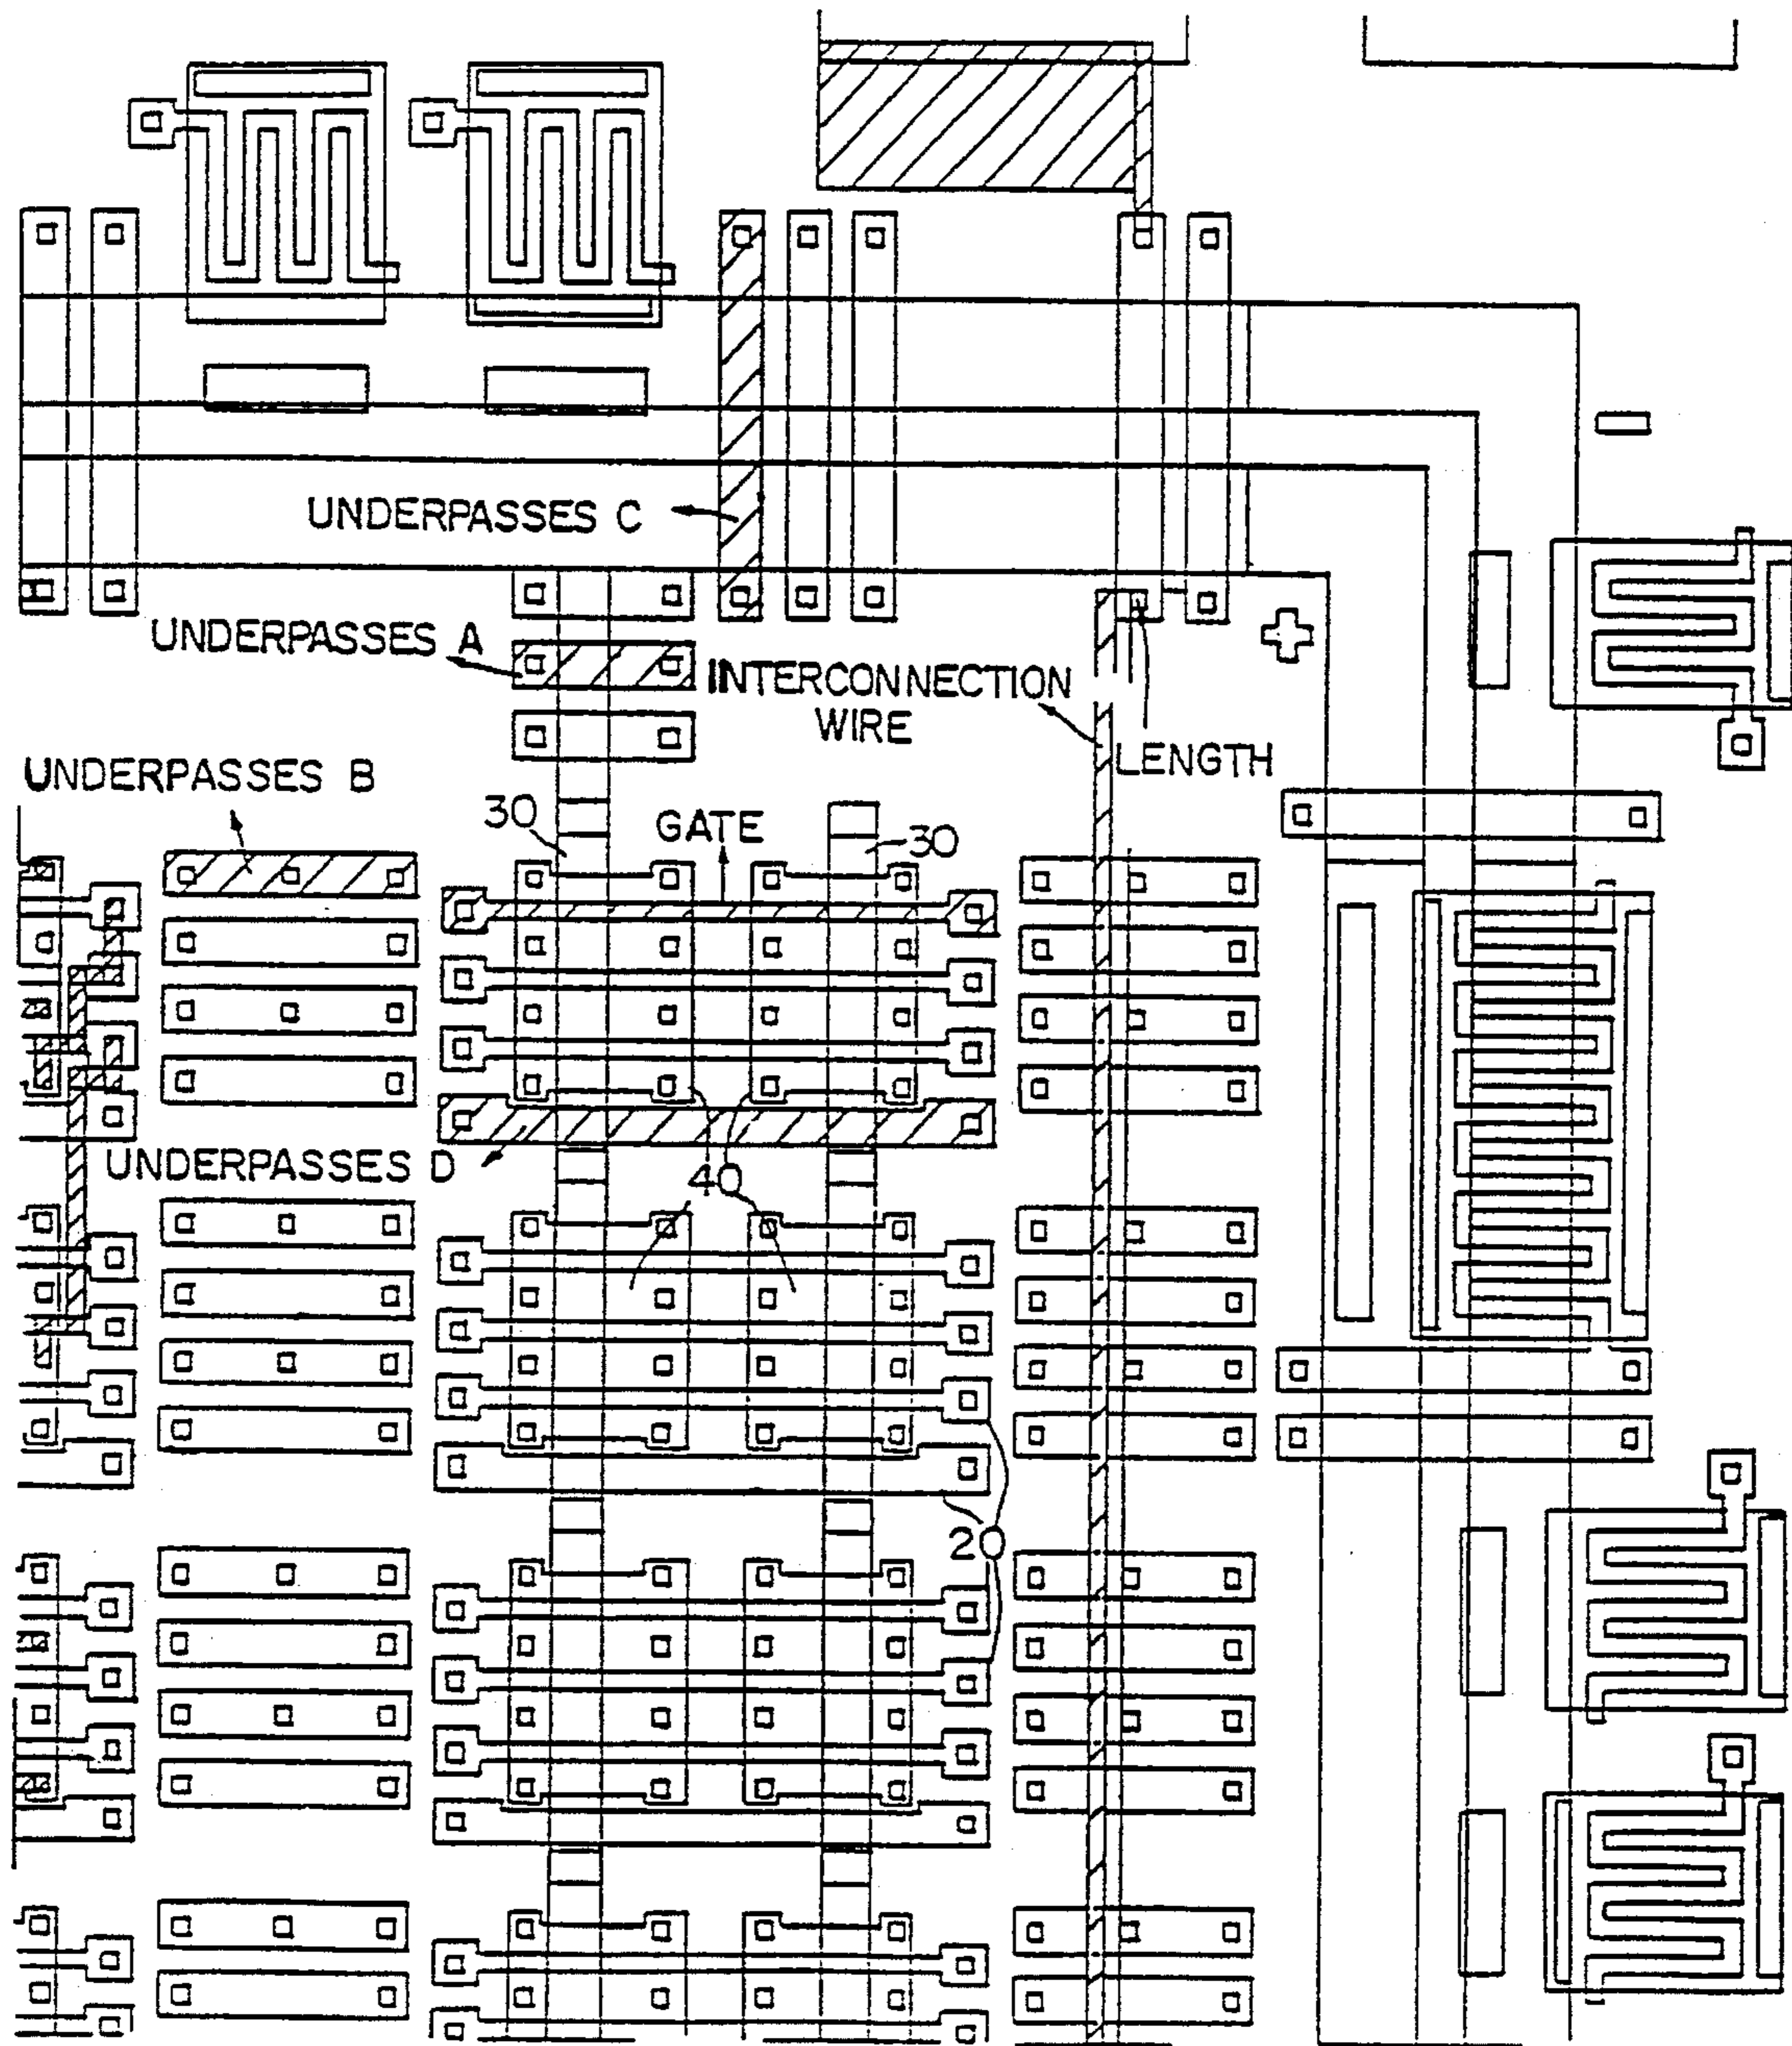 UNDERPASSES C
UNDERPASSES A
INTERCONNECTION
WIRE
LENGTH
UNDERPASSES B
30
GATE
30
UNDERPASSES D
40
20